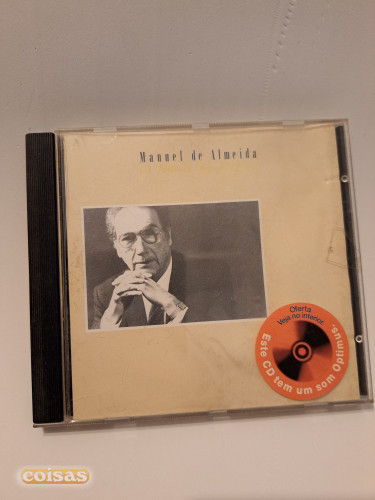 Manuel de Almeida
Oferta
Veja no interior.
Este CD tem um som Optimus.
coisas